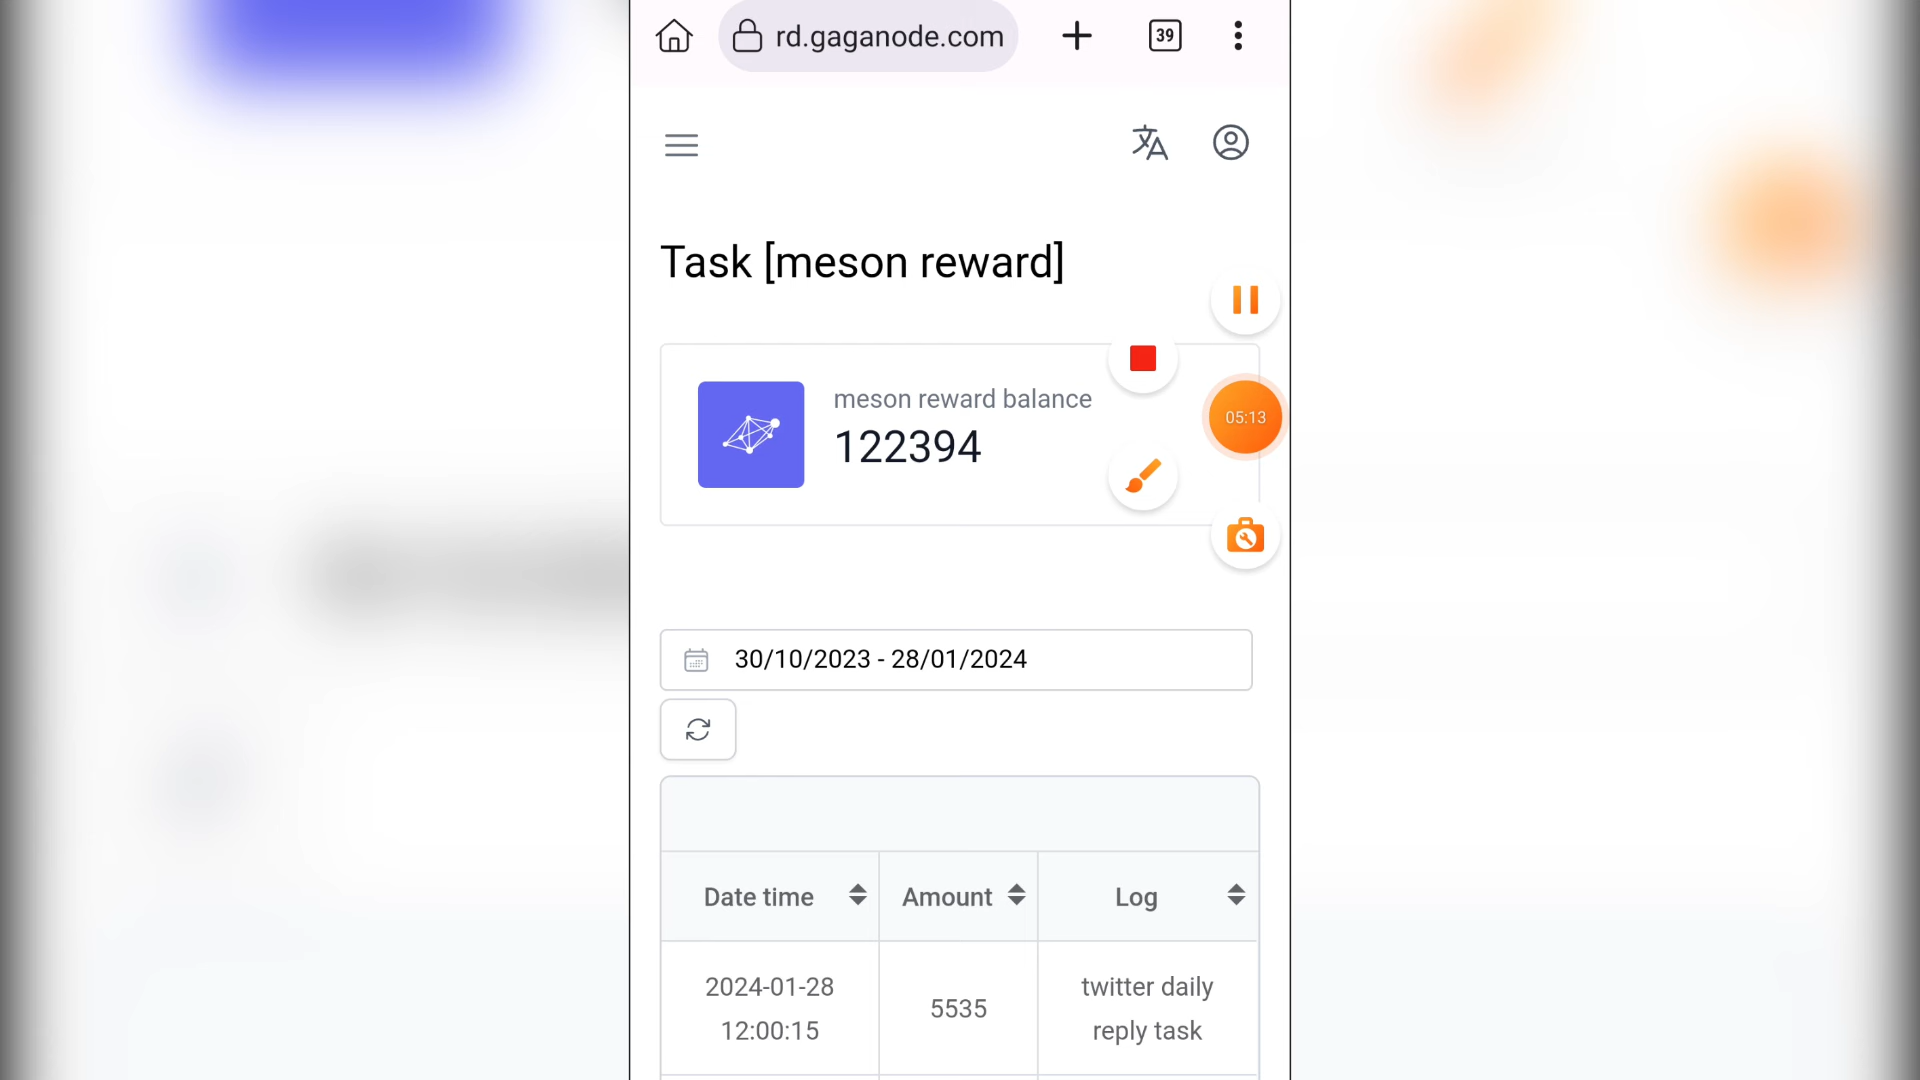 rd.gaganode.com
39
Task [meson reward]
meson reward balance
122394
05:13
30/10/2023 - 28/01/2024
Date time
Amount
Log
2024-01-28
12:00:15
5535
twitter daily
reply task